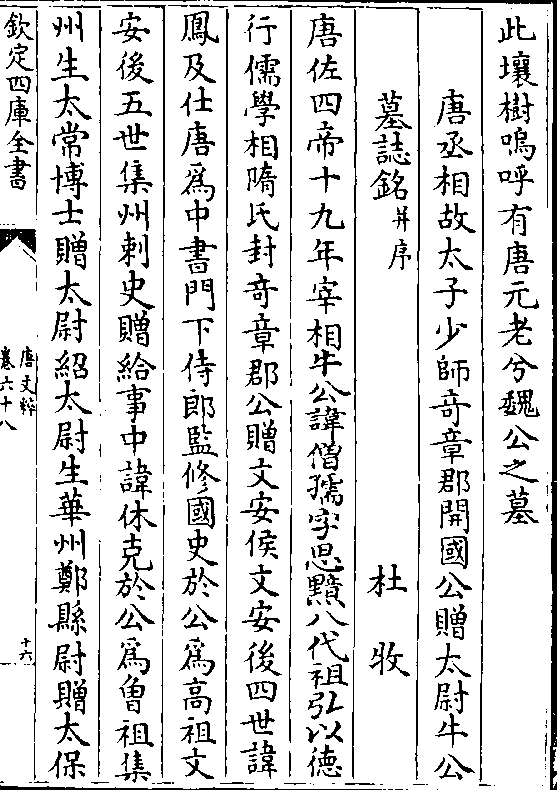 此壤樹嗚呼有唐元老兮魏公之墓
唐丞相故太子少師竒章郡開國公贈太尉牛公
墓誌銘并序
杜牧
唐佐四帝十九年宰相牛公諱僧孺字思黯八代祖弘以德
行儒學相隋氏封竒章郡公贈文安侯文安後四世諱
鳳及仕唐爲中書門下侍郎監修國史於公爲高祖文
安後五世集州刺史贈給事中諱休克於公爲曾祖集
州生太常博士贈太尉紹太尉生華州鄭縣尉贈太保
欽定四庫全書
唐文粹
卷六十八
十六